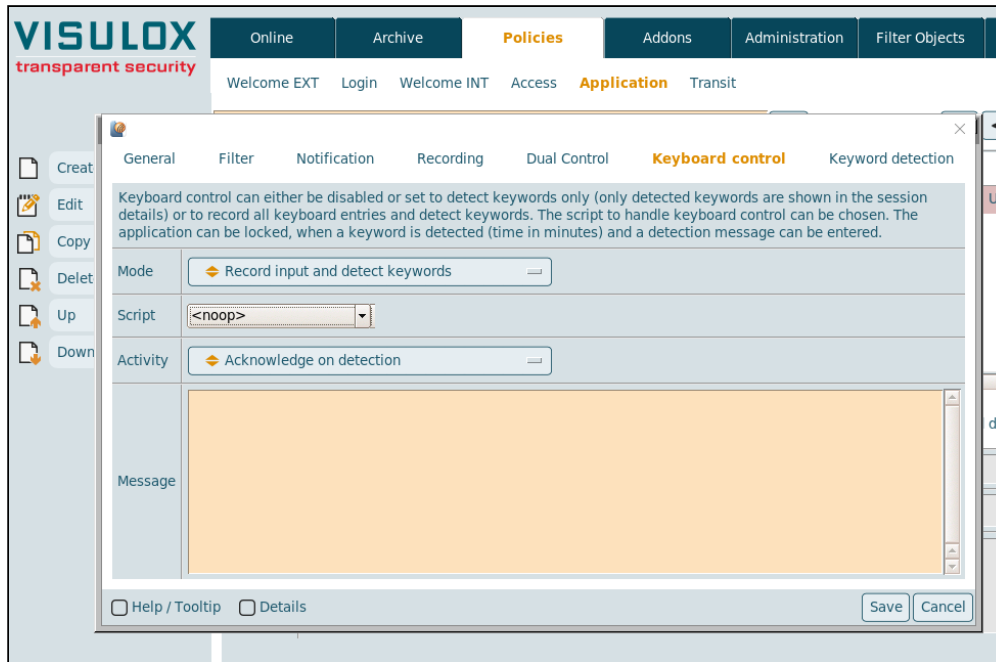 VISULOX
transparent security
Online Archive Policies Addons Administration Filter Objects
Welcome EXT Login Welcome INT Access Application Transit
Creat
Edit
Copy
Delet
Up
Down
General Filter Notification Recording Dual Control Keyboard control Keyword detection
Keyboard control can either be disabled or set to detect keywords only (only detected keywords are shown in the session
details) or to record all keyboard entries and detect keywords. The script to handle keyboard control can be chosen. The
application can be locked, when a keyword is detected (time in minutes) and a detection message can be entered.
Mode Record input and detect keywords
Script <noop>
Activity Acknowledge on detection
Message
Help / Tooltip Details Save Cancel